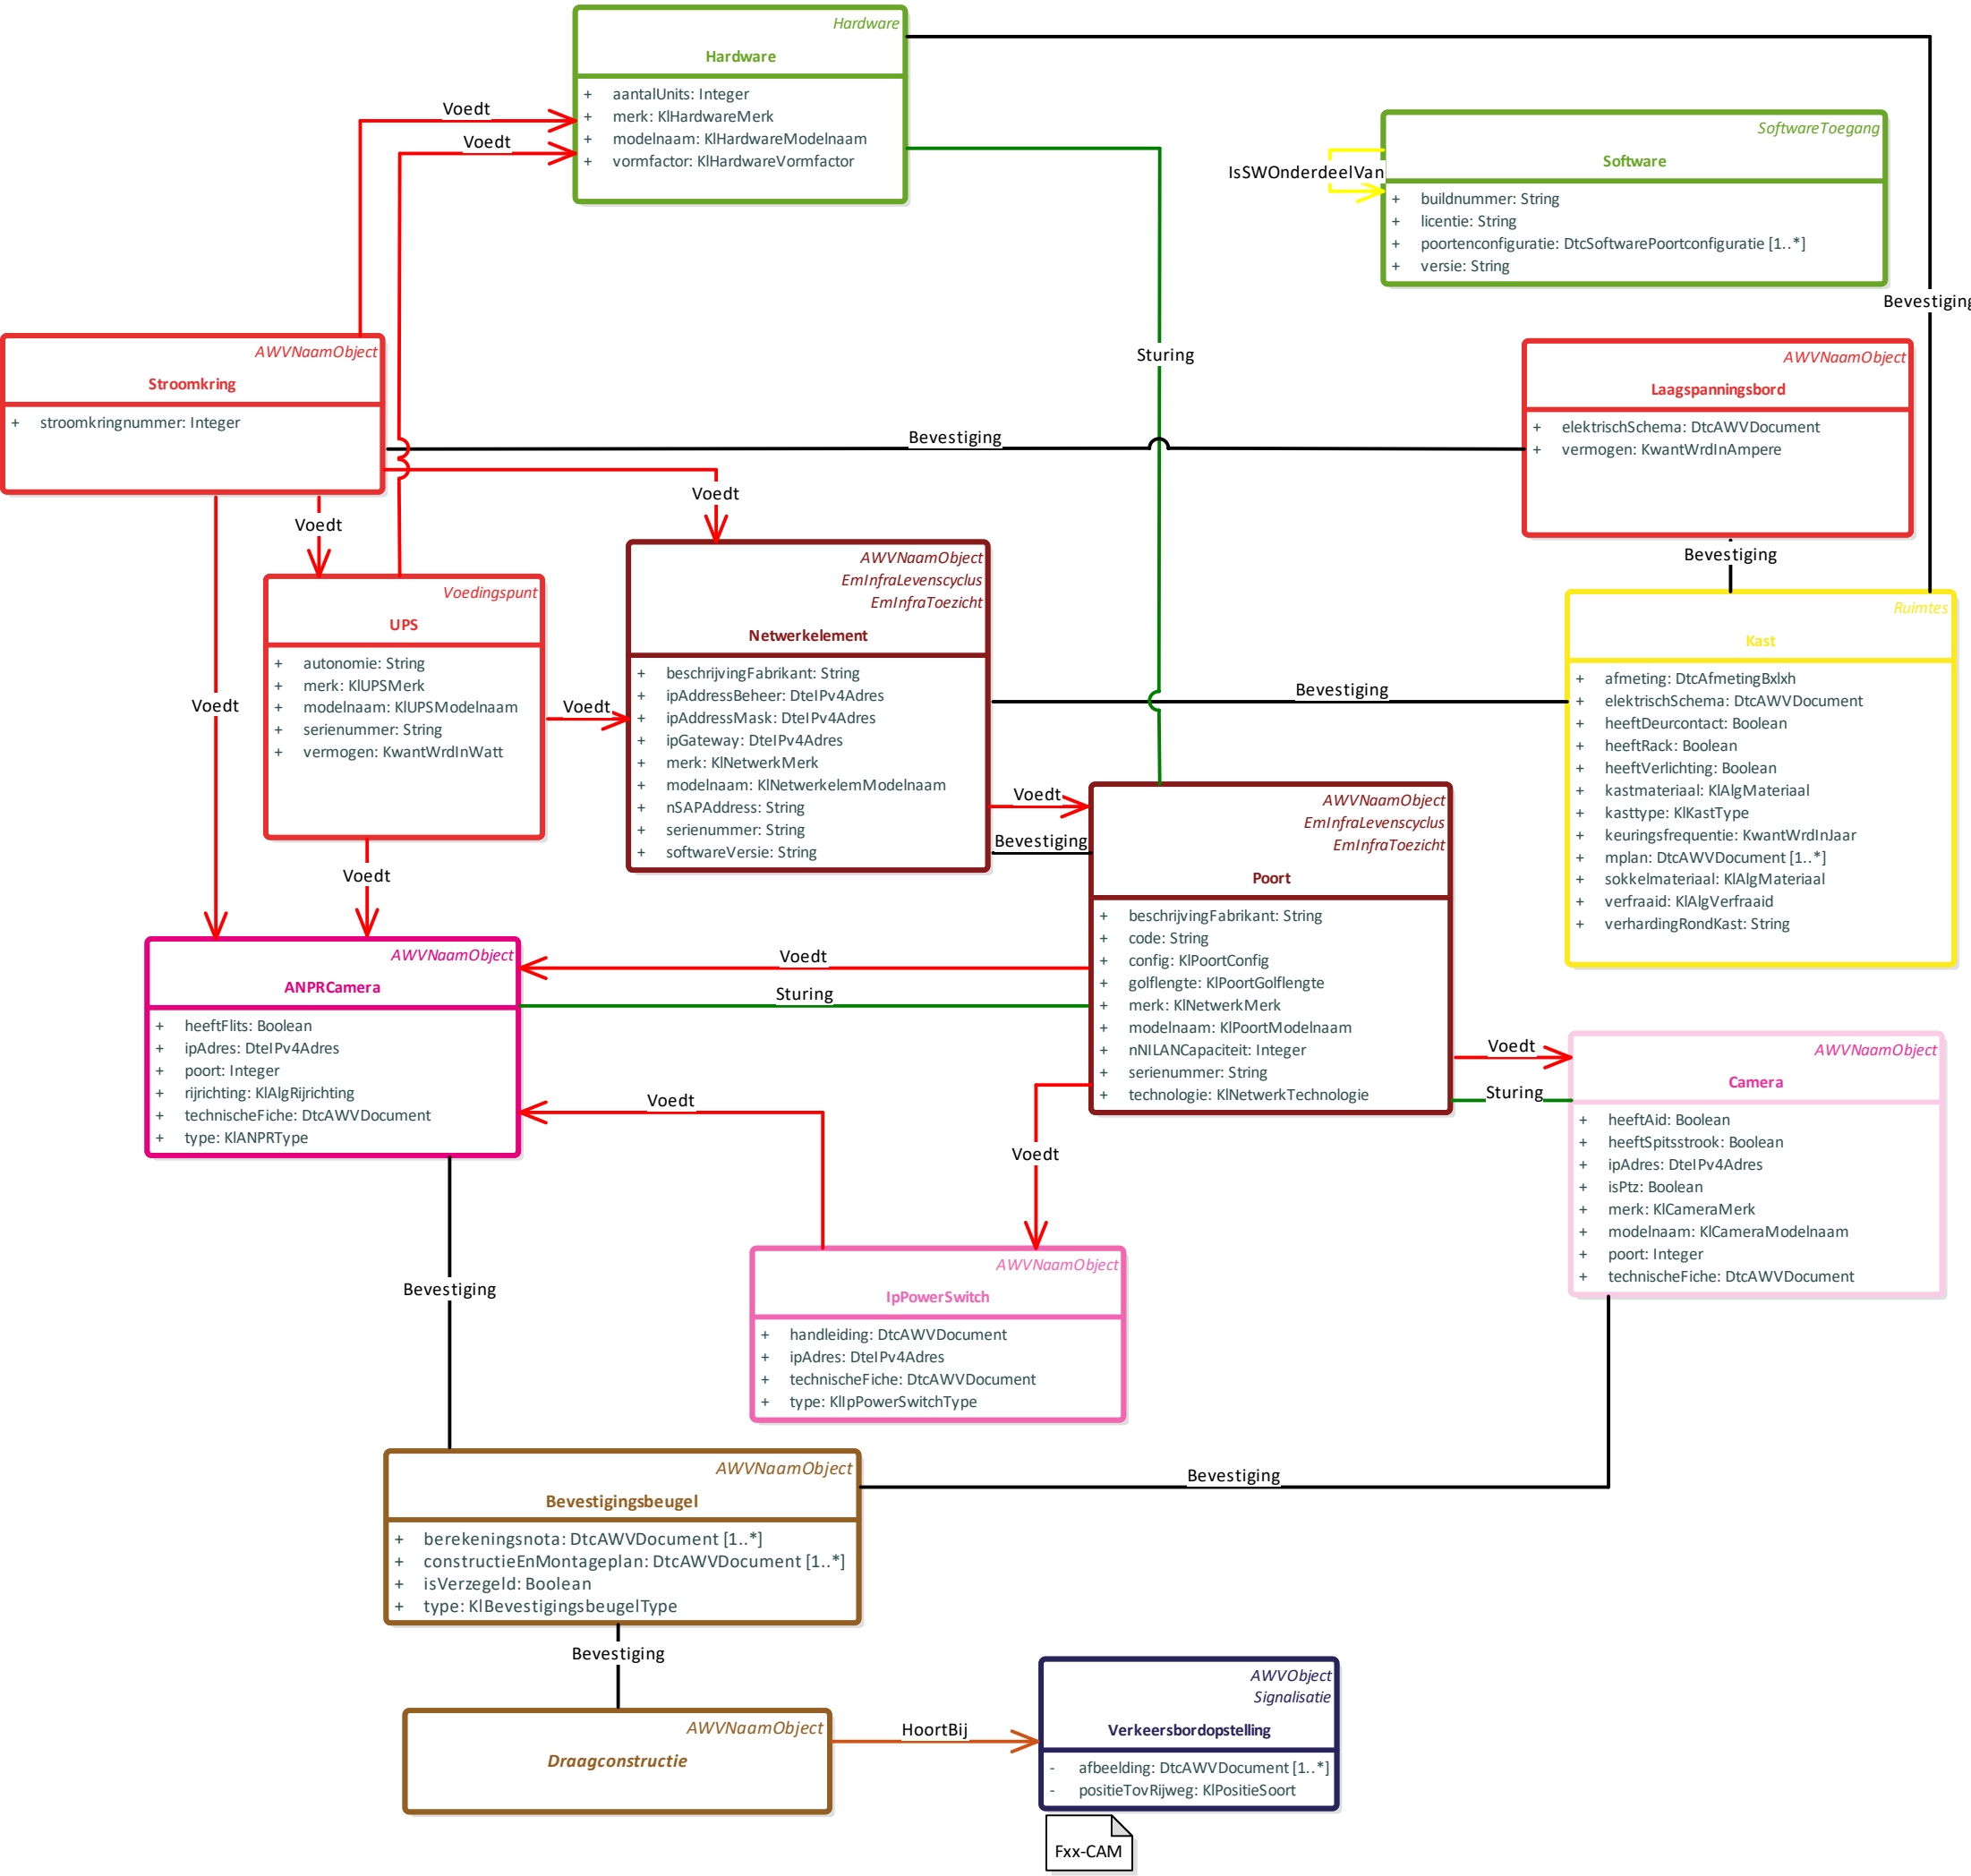 Hardware
Hardware
+ aantalUnits: Integer
+ merk: KlHardwareMerk
+ modelnaam: KlHardwareModelnaam
+ vormfactor: KlHardwareVormfactor
Voedt
Voedt
SoftwareToegang
Software
+ buildnummer: String
+ licentie: String
+ poortenconfiguratie: DtcSoftwarePoortconfiguratie [1..*]
+ versie: String
IsSWOnderdeelVan
Bevestiging
Sturing
AWVNaamObject
Stroomkring
+ stroomkringnummer: Integer
AWVNaamObject
Laagspanningsbord
+ elektrischSchema: DtcAWVDocument
+ vermogen: KwantWrdInAmpere
Bevestiging
Voedt
Voedt
Bevestiging
Voedingspunt
UPS
+ autonomie: String
+ merk: KlUPSMerk
+ modelnaam: KlUPSModelnaam
+ serienummer: String
+ vermogen: KwantWrdInWatt
AWVNaamObject
EmInfraLevenscyclus
EmInfraToezicht
Netwerkelement
+ beschrijvingFabrikant: String
+ ipAddressBeheer: DteIPv4Adres
+ ipAddressMask: DteIPv4Adres
+ ipGateway: DteIPv4Adres
+ merk: KlNetwerkMerk
+ modelnaam: KlNetwerkelemModelnaam
+ nSAPAddress: String
+ serienummer: String
+ softwareVersie: String
Ruimtes
Kast
+ afmeting: DtcAfmetingBxlxh
+ elektrischSchema: DtcAWVDocument
+ heeftDeurcontact: Boolean
+ heeftRack: Boolean
+ heeftVerlichting: Boolean
+ kastmateriaal: KlAlgMateriaal
+ kasttype: KlKastType
+ keuringsfrequentie: KwantWrdInJaar
+ mplan: DtcAWVDocument [1..*]
+ sokkelmateriaal: KlAlgMateriaal
+ verfraaid: KlAlgVerfraaid
+ verhardingRondKast: String
Voedt
Voedt
Bevestiging
Voedt
Bevestiging
Voedt
AWVNaamObject
EmInfraLevenscyclus
EmInfraToezicht
Poort
+ beschrijvingFabrikant: String
+ code: String
+ config: KlPoortConfig
+ golflengte: KlPoortGolflengte
+ merk: KlNetwerkMerk
+ modelnaam: KlPoortModelnaam
+ nNILANCapaciteit: Integer
+ serienummer: String
+ technologie: KlNetwerkTechnologie
AWVNaamObject
ANPRCamera
+ heeftFlits: Boolean
+ ipAdres: DteIPv4Adres
+ poort: Integer
+ rijrichting: KlAlgRijrichting
+ technischeFiche: DtcAWVDocument
+ type: KlANPRType
Voedt
Sturing
Voedt
Voedt
Voedt
Sturing
AWVNaamObject
Camera
+ heeftAid: Boolean
+ heeftSpitsstrook: Boolean
+ ipAdres: DteIPv4Adres
+ isPtz: Boolean
+ merk: KlCameraMerk
+ modelnaam: KlCameraModelnaam
+ poort: Integer
+ technischeFiche: DtcAWVDocument
Bevestiging
AWVNaamObject
IpPowerSwitch
+ handleiding: DtcAWVDocument
+ ipAdres: DteIPv4Adres
+ technischeFiche: DtcAWVDocument
+ type: KlIpPowerSwitchType
AWVNaamObject
Bevestigingsbeugel
+ berekeningsnota: DtcAWVDocument [1..*]
+ constructieEnMontageplan: DtcAWVDocument [1..*]
+ isVerzegeld: Boolean
+ type: KlBevestigingsbeugelType
Bevestiging
Bevestiging
AWVNaamObject
Draagconstructie
HoortBij
AWVObject
Signalisatie
Verkeersbordopstelling
- afbeelding: DtcAWVDocument [1..*]
- positieTovRijweg: KlPositieSoort
Fxx-CAM